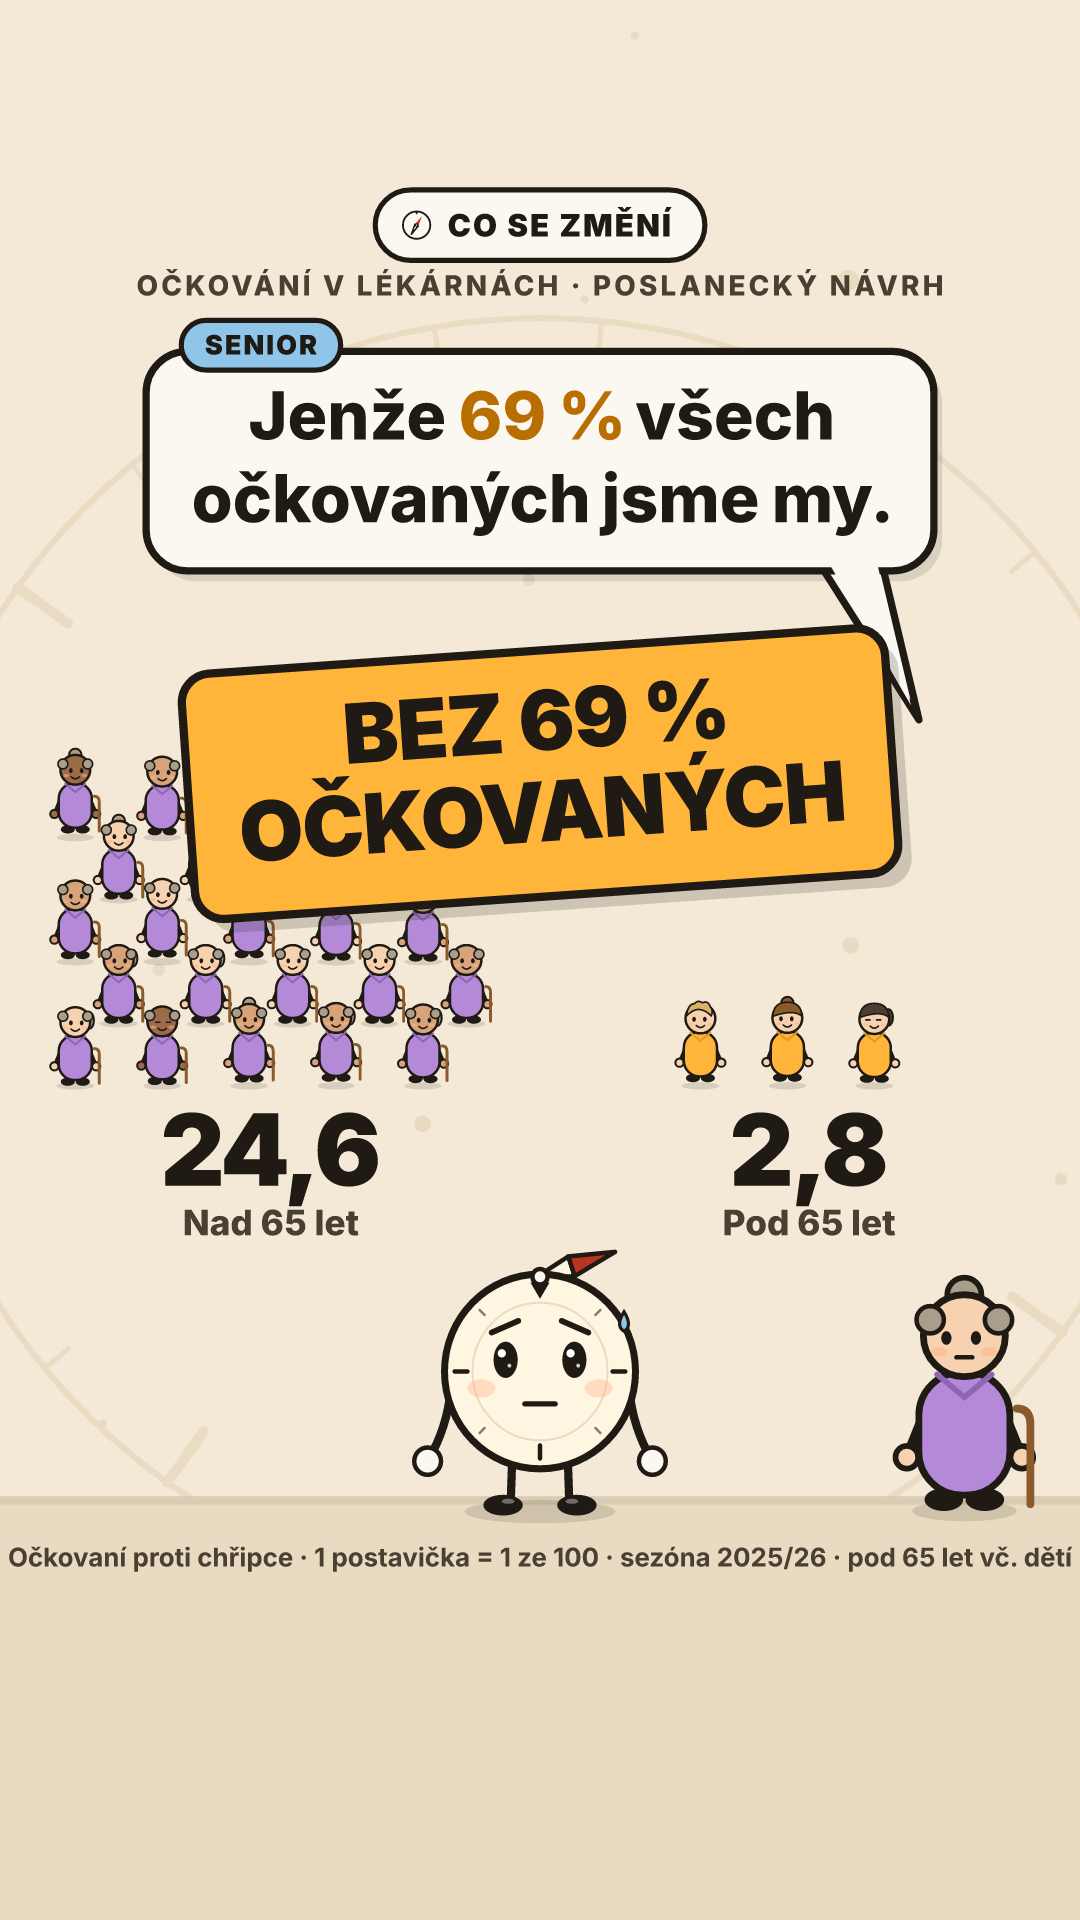 CO SE ZMĚNÍ
OČKOVÁNÍ V LÉKÁRNÁCH · POSLANECKÝ NÁVRH
SENIOR
Jenže 69 % všech
očkovaných jsme my.
BEZ 69 %
OČKOVANÝCH
24,6
Nad 65 let
2,8
Pod 65 let
Očkovaní proti chřipce · 1 postavička = 1 ze 100 · sezóna 2025/26 · pod 65 let vč. dětí